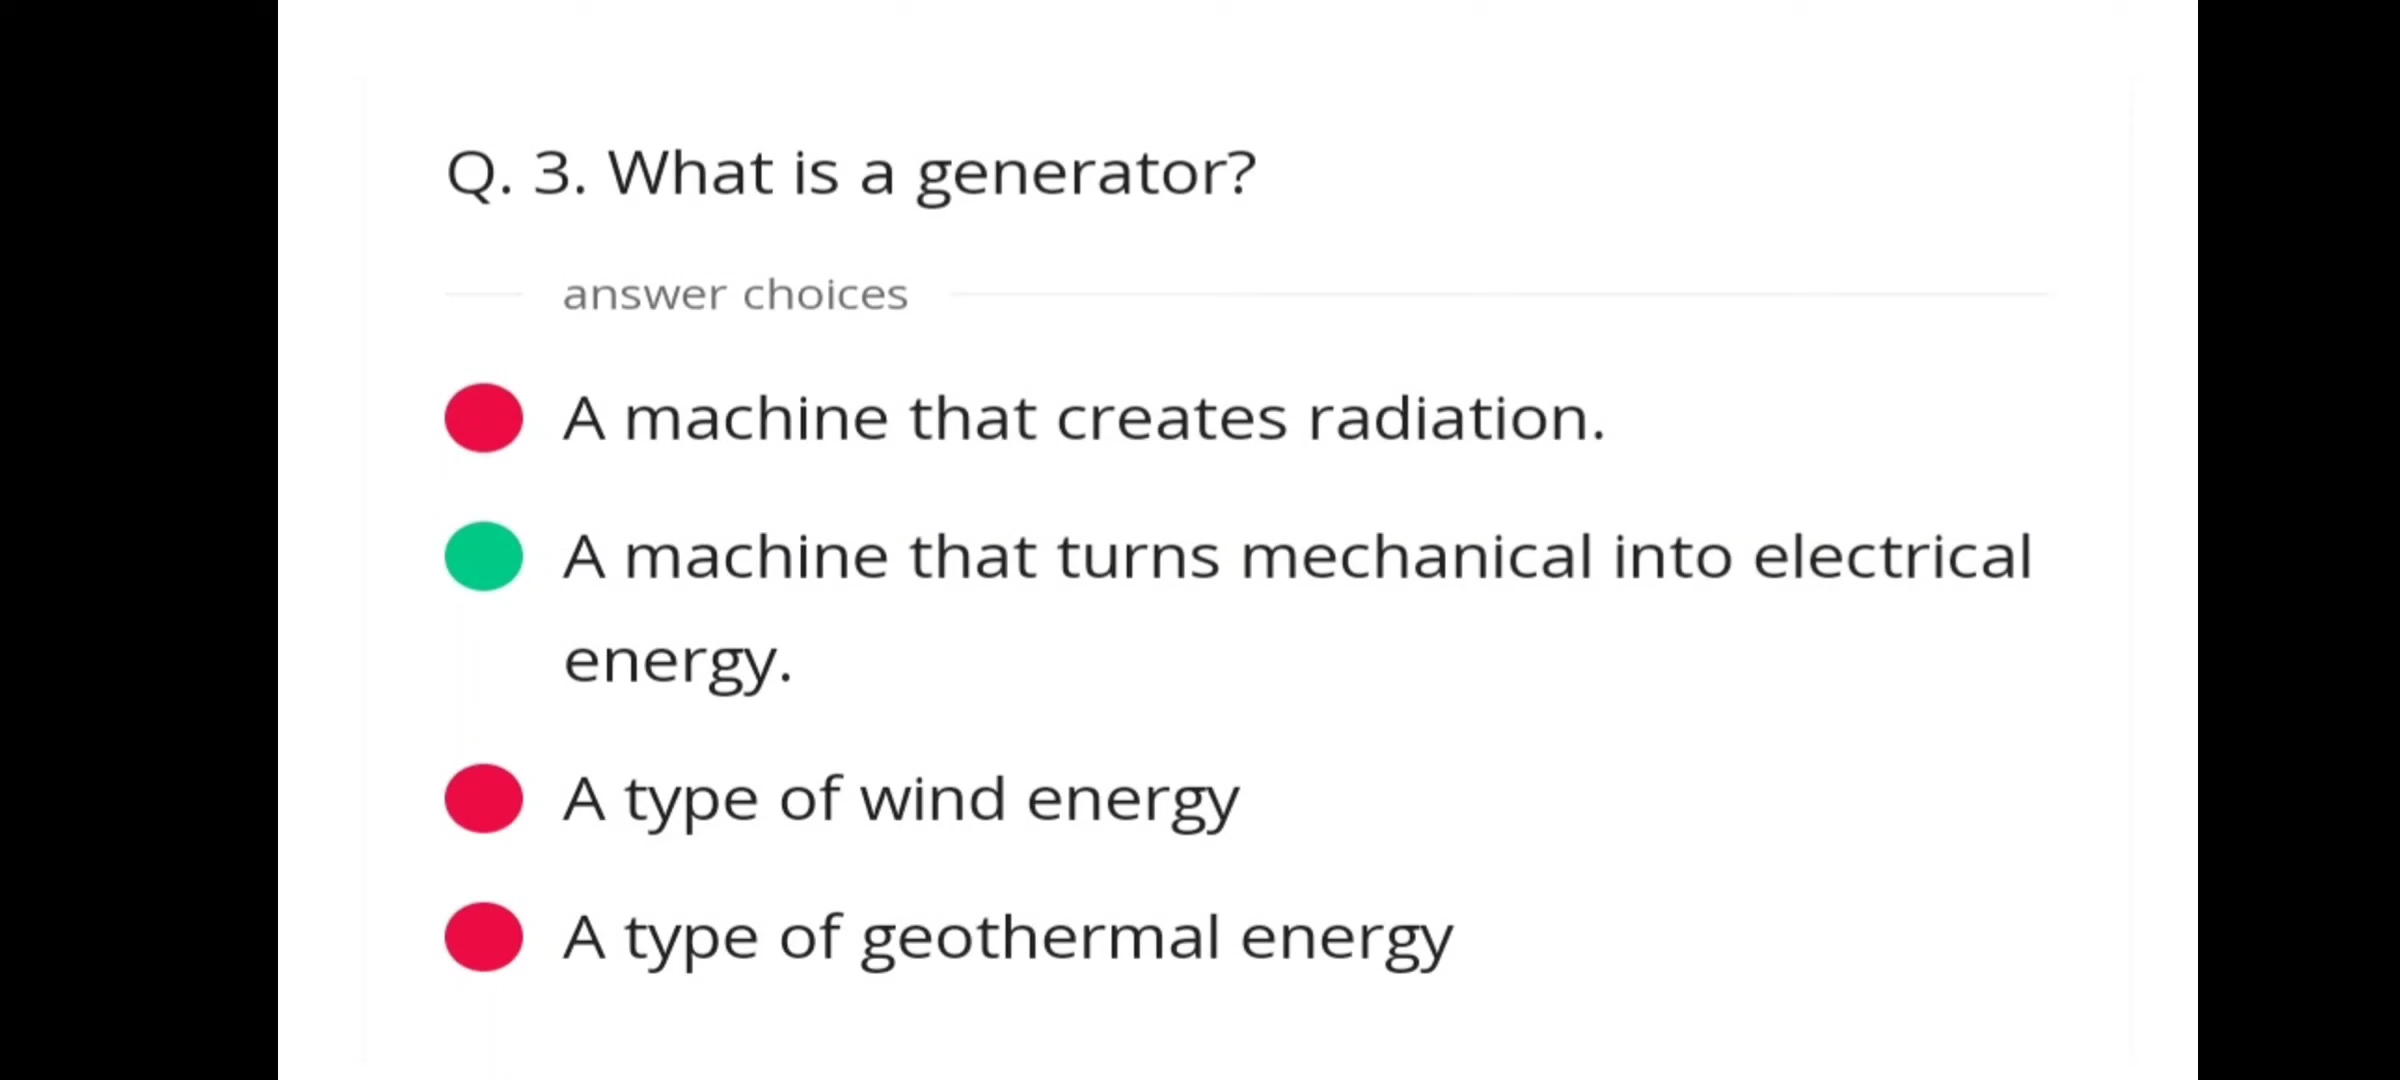 Q. 3. What is a generator?
answer choices
A machine that creates radiation.
A machine that turns mechanical into electrical
energy.
A type of wind energy
A type of geothermal energy